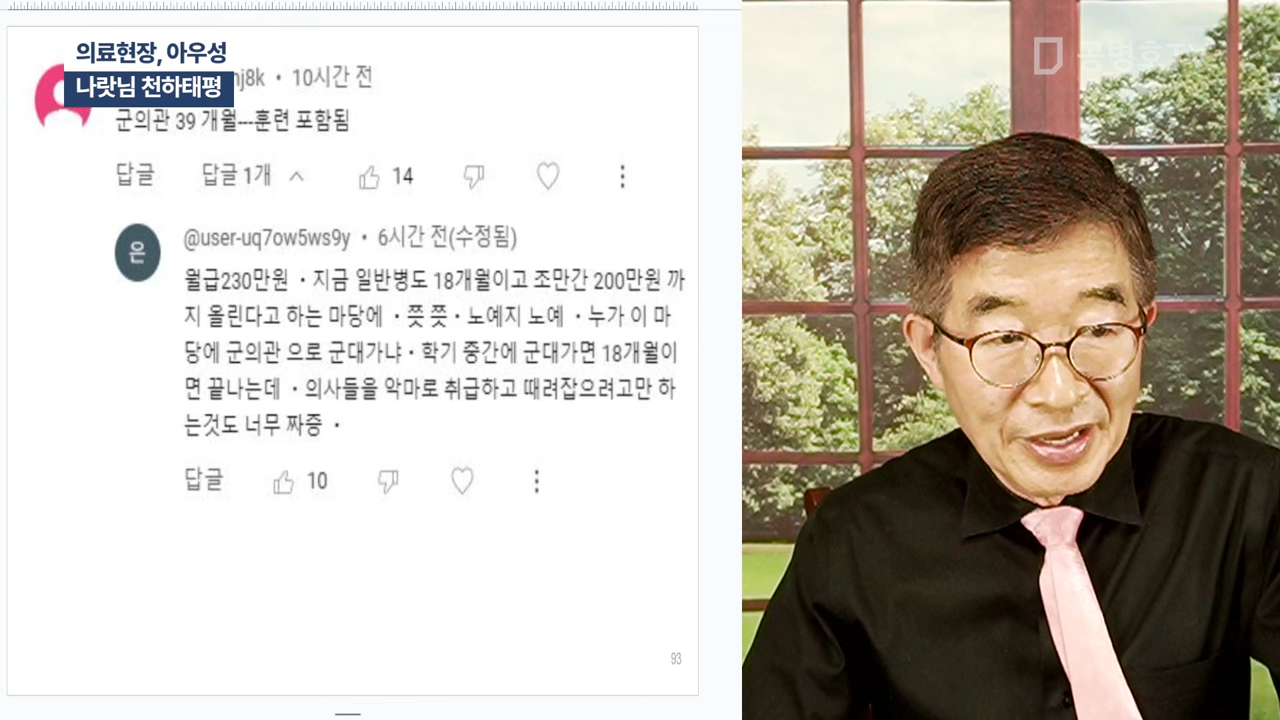 의료현장, 아우성
나랏님 천하태평
nj8k · 10시간 전
군의관 39 개월---훈련 포함됨
답글 답글 1개 14
은
@user-uq7ow5ws9y · 6시간 전(수정됨)
월급230만원 ・지금 일반병도 18개월이고 조만간 200만원 까
지 올린다고 하는 마당에 ・쯧 쯧・노예지 노예 ・누가 이 마
당에 군의관 으로 군대가냐・학기 중간에 군대가면 18개월이
면 끝나는데 ・의사들을 악마로 취급하고 때려잡으려고만 하
는것도 너무 짜증 ・
답글 10
93
공병호TV